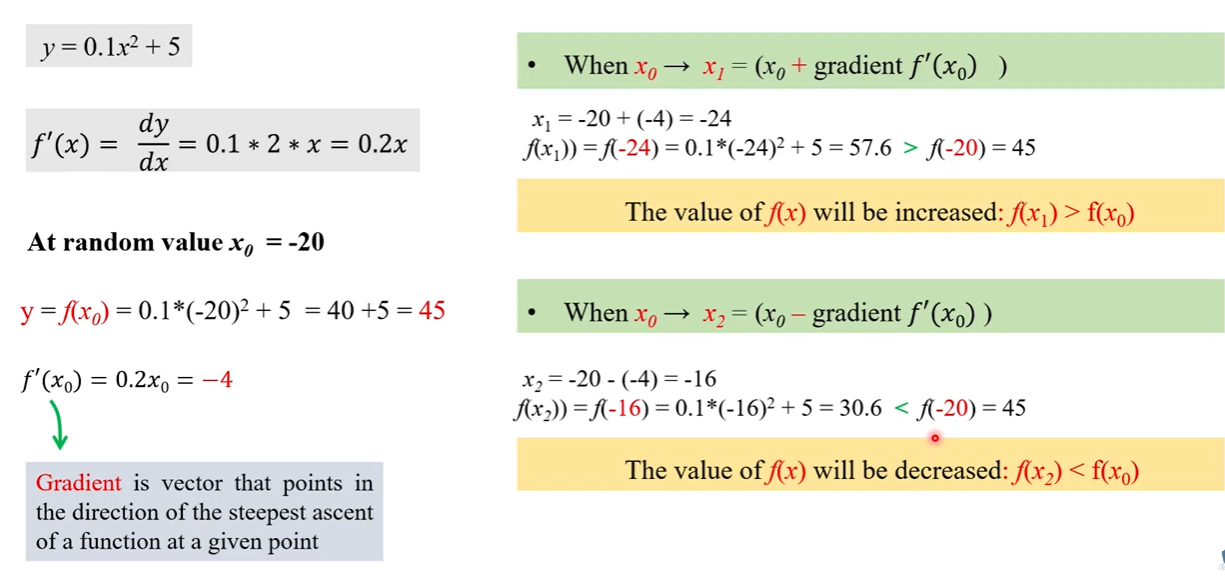 y = 0.1x² + 5
f′(x) = dy/dx = 0.1 * 2 * x = 0.2x
At random value x₀ = -20
y = f(x₀) = 0.1*(-20)² + 5 = 40 +5 = 45
f′(x₀) = 0.2x₀ = −4
Gradient is vector that points in
the direction of the steepest ascent
of a function at a given point
• When x₀ → x₁ = (x₀ + gradient f′(x₀) )
x₁ = -20 + (-4) = -24
f(x₁)) = f(-24) = 0.1*(-24)² + 5 = 57.6 > f(-20) = 45
The value of f(x) will be increased: f(x₁) > f(x₀)
• When x₀ → x₂ = (x₀ − gradient f′(x₀) )
x₂ = -20 - (-4) = -16
f(x₂)) = f(-16) = 0.1*(-16)² + 5 = 30.6 < f(-20) = 45
The value of f(x) will be decreased: f(x₂) < f(x₀)